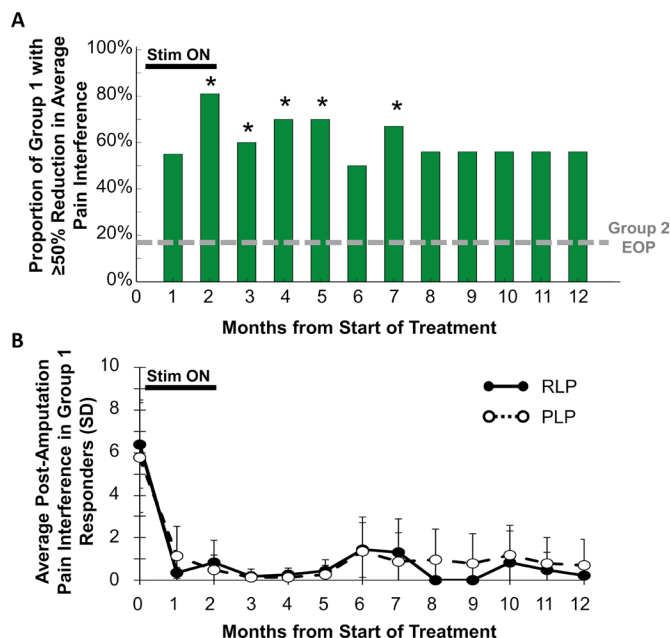 A
Stim ON
Proportion of Group 1 with
≥50% Reduction in Average
Pain Interference
100%
80%
60%
40%
20%
0%
* * * * *
Group 2
EOP
0 1 2 3 4 5 6 7 8 9 10 11 12
Months from Start of Treatment
B
Stim ON
Average Post-Amputation
Pain Interference in Group 1
Responders (SD)
10
8
6
4
2
0
RLP
PLP
0 1 2 3 4 5 6 7 8 9 10 11 12
Months from Start of Treatment